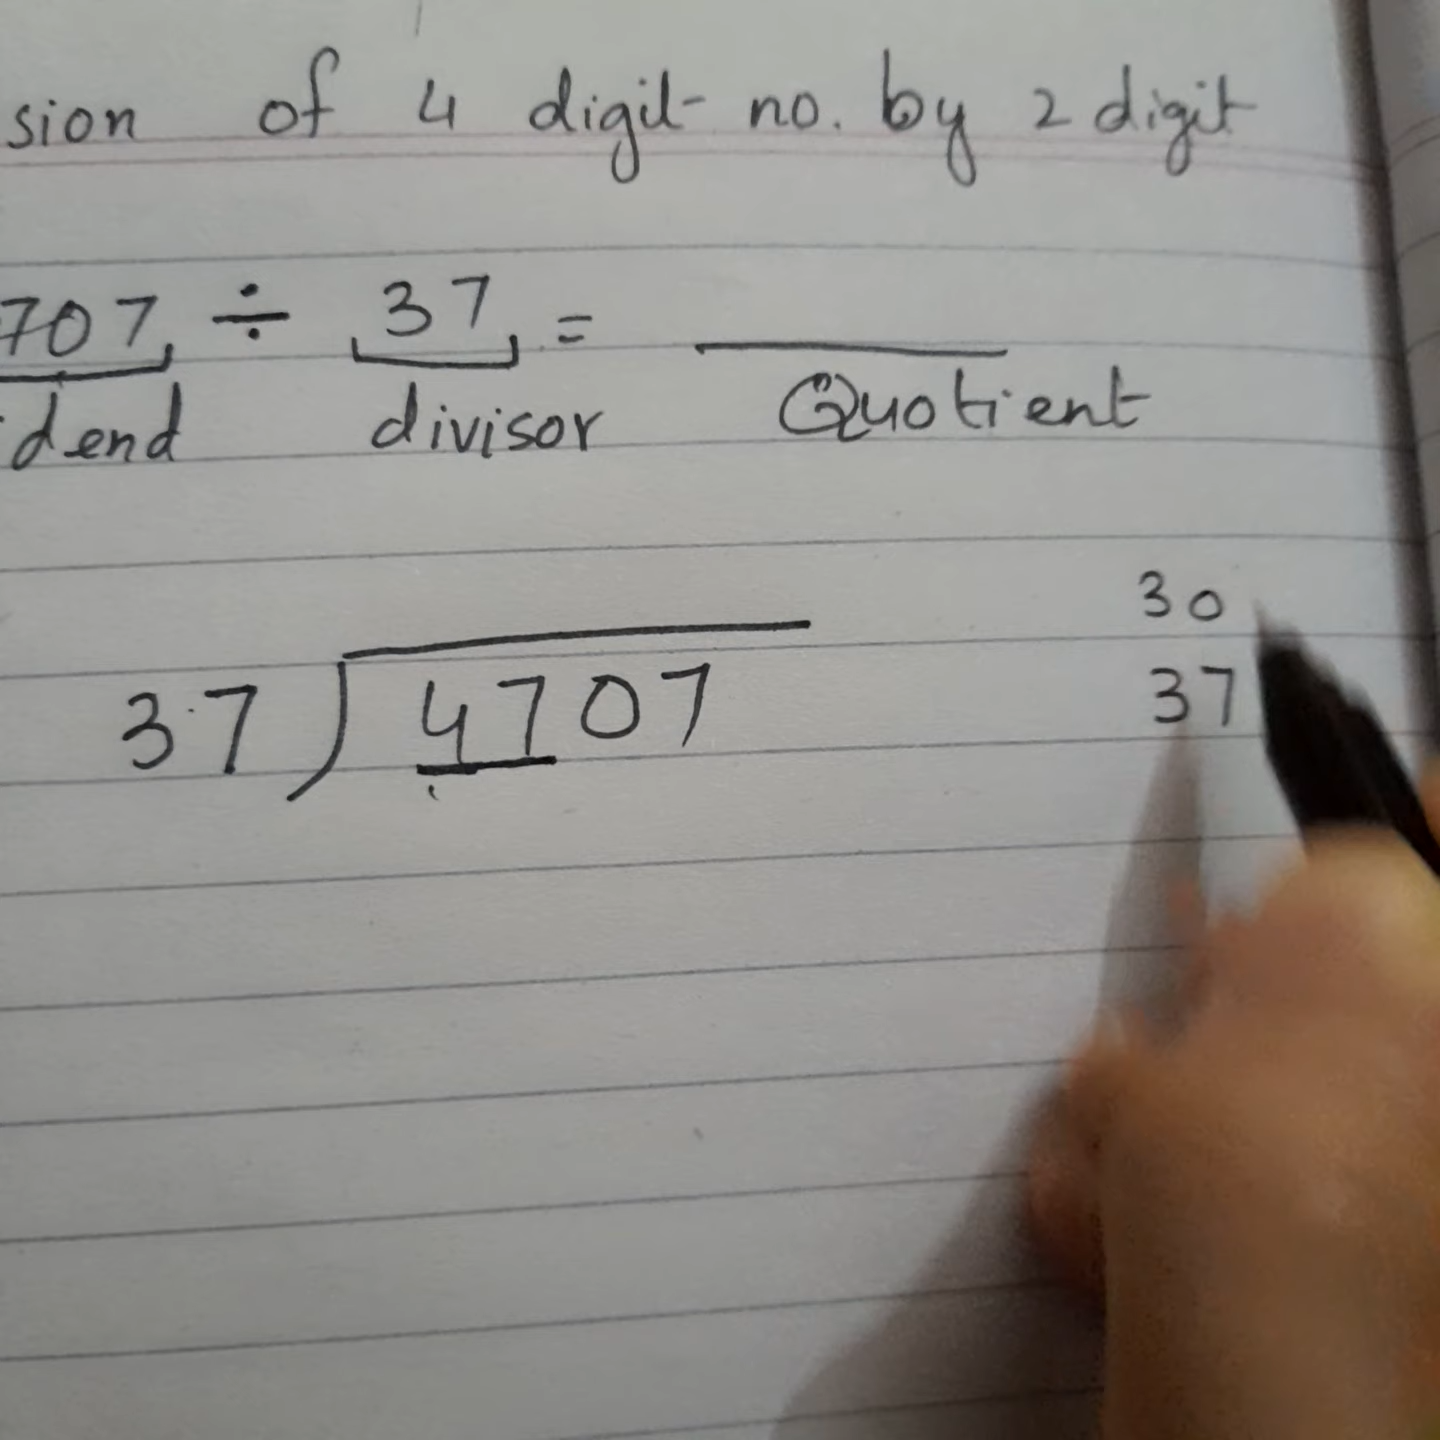 sion of 4 digit no. by 2 digit
707 ÷ 37 =
dend divisor Quotient
30
37 ) 4707 37